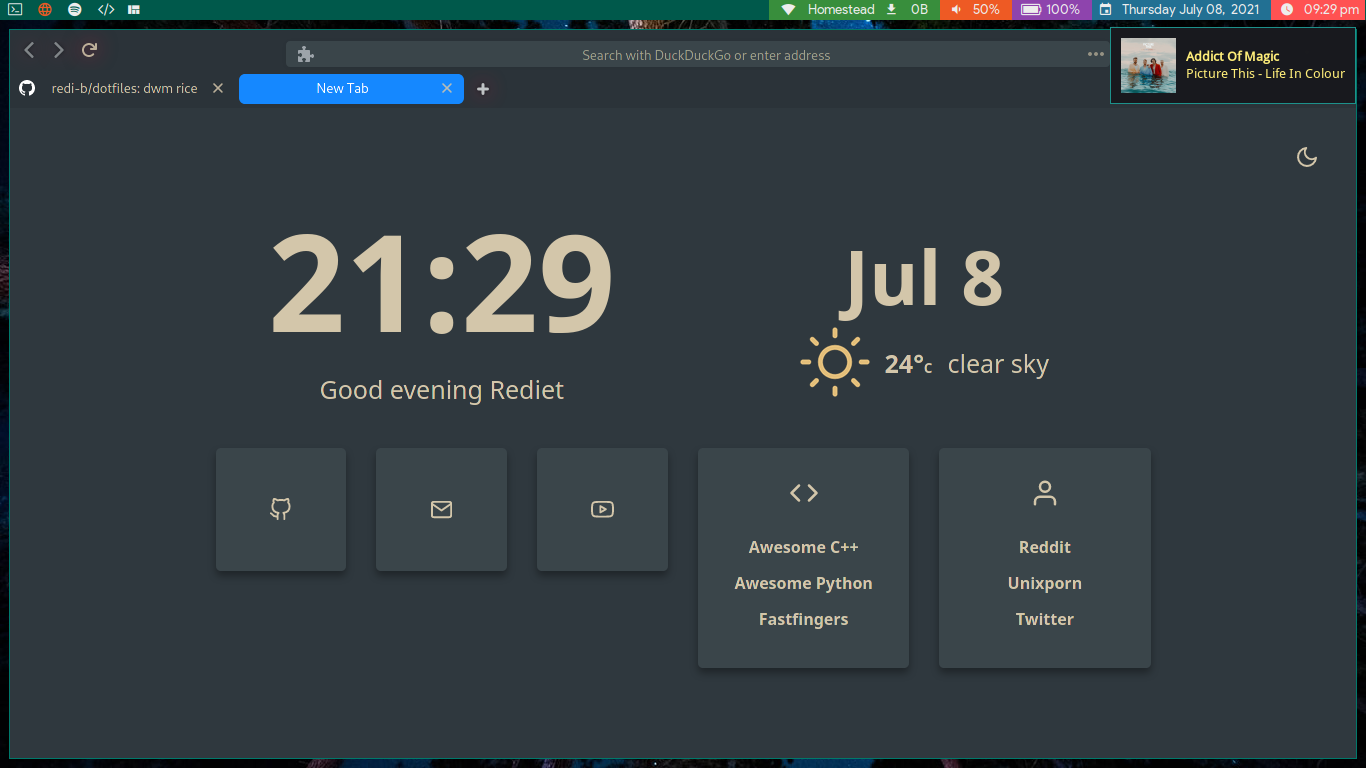 Homestead 0B 50% 100% Thursday July 08, 2021 09:29 pm
Search with DuckDuckGo or enter address
Addict Of Magic
Picture This - Life In Colour
redi-b/dotfiles: dwm rice
New Tab
21:29
Good evening Rediet
Jul 8
24°c clear sky
Awesome C++
Awesome Python
Fastfingers
Reddit
Unixporn
Twitter